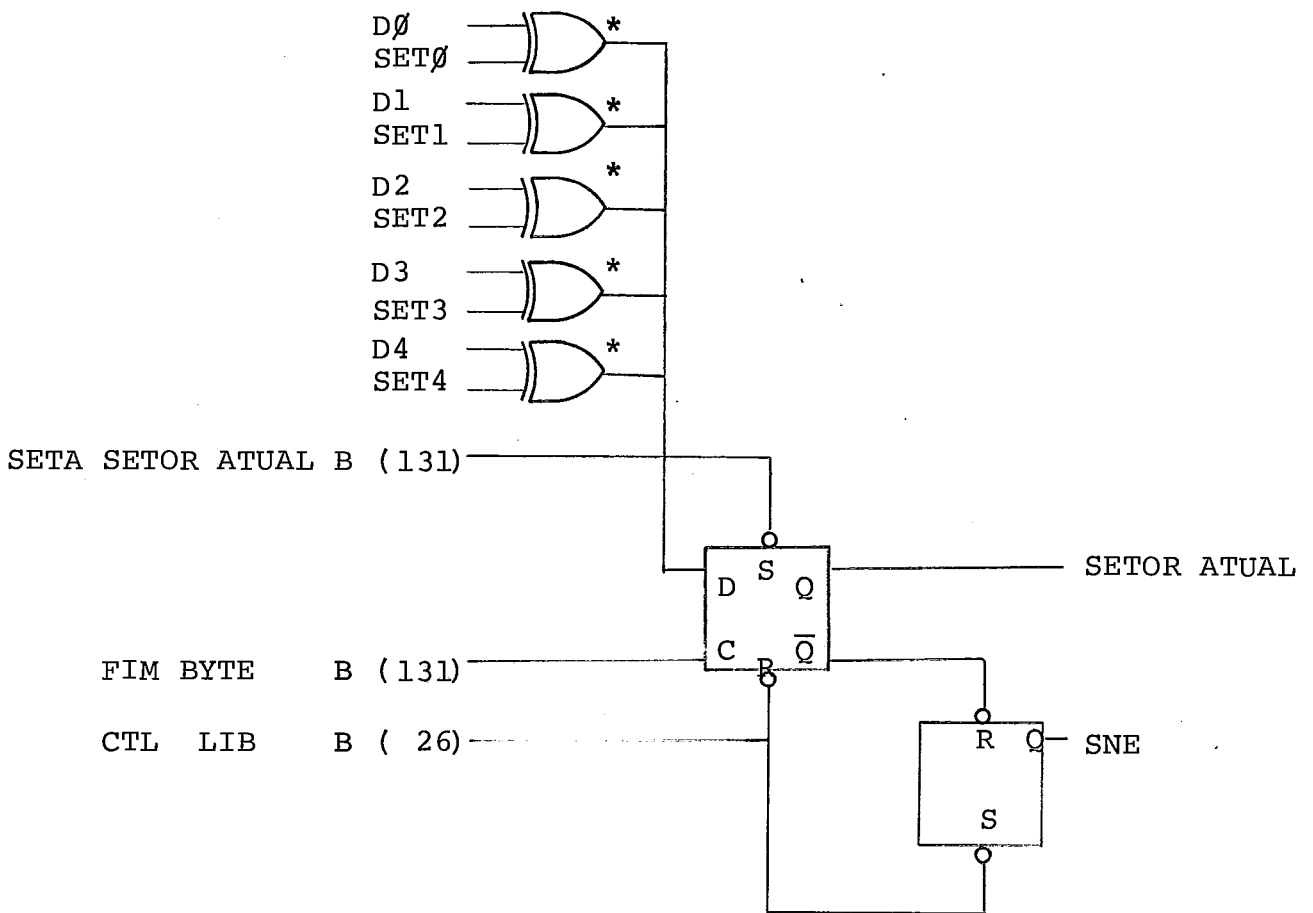 DØ
*
SETØ
D1
*
SET1
D2
*
SET2
D3
*
SET3
D4
*
SET4
SETA SETOR ATUAL B (131)
D S Q
SETOR ATUAL
C R Q̅
FIM BYTE B (131)
CTL LIB B ( 26)
R Q
SNE
S